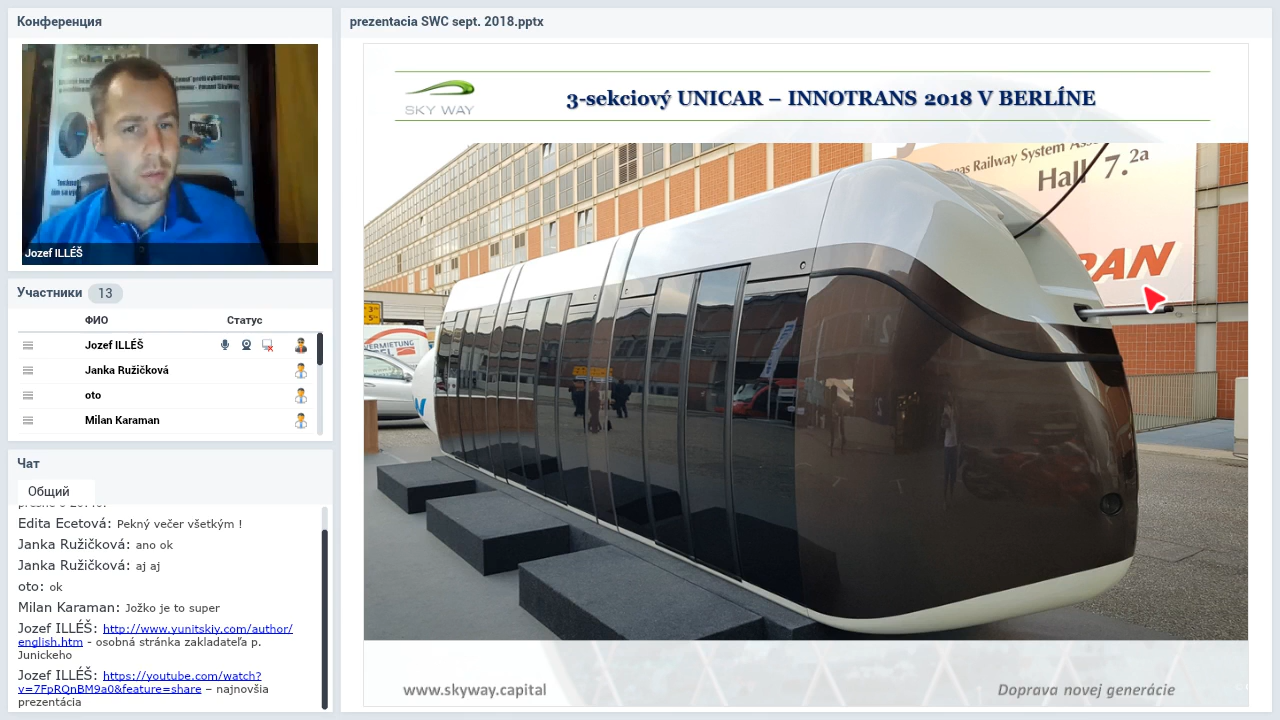 Конференция
Jozef ILLÉŠ
Участники 13
ФИО Статус
Jozef ILLÉŠ
Janka Ružičková
oto
Milan Karaman
Чат
Общий
Edita Ecetová: Pekný večer všetkým !
Janka Ružičková: ano ok
Janka Ružičková: aj aj
oto: ok
Milan Karaman: Jožko je to super
Jozef ILLÉŠ: http://www.yunitskiy.com/author/
english.htm - osobná stránka zakladateľa p.
Junickeho
Jozef ILLÉŠ: https://youtube.com/watch?
v=7FpRQnBM9a0&feature=share – najnovšia
prezentácia
prezentacia SWC sept. 2018.pptx
SKY WAY
3-sekciový UNICAR – INNOTRANS 2018 V BERLÍNE
Railway System
Hall 7.2a
VERMIETUNG
www.skyway.capital
Doprava novej generácie